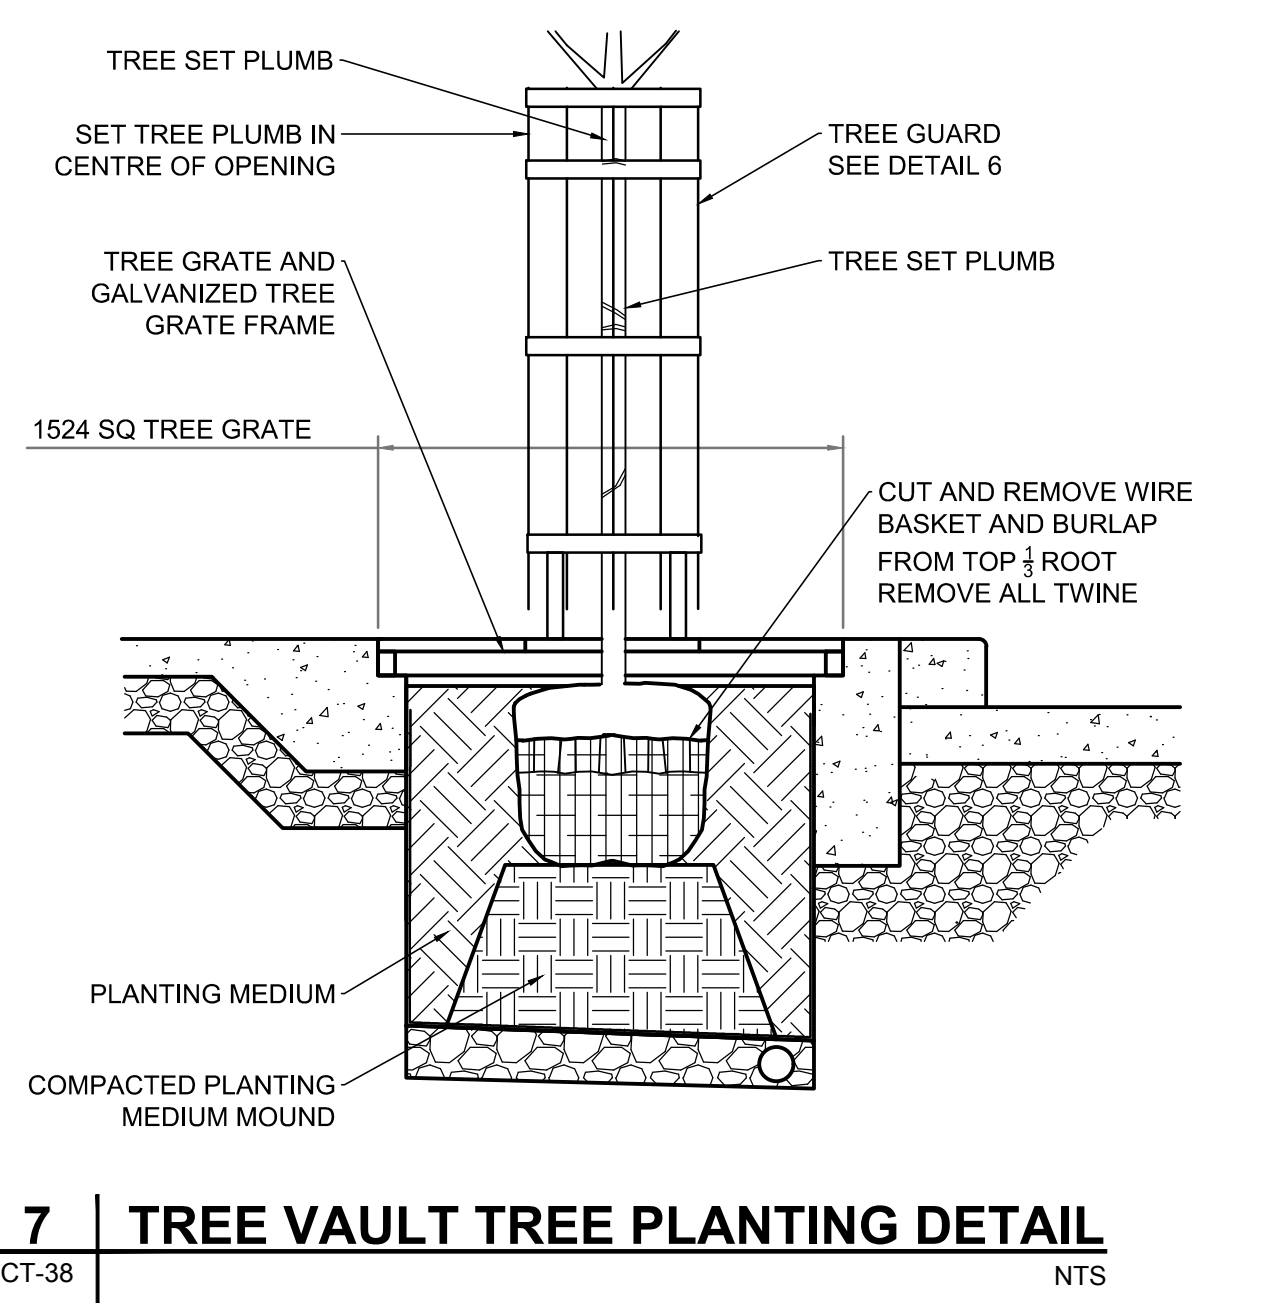 TREE SET PLUMB
SET TREE PLUMB IN
CENTRE OF OPENING
TREE GUARD
SEE DETAIL 6
TREE GRATE AND
GALVANIZED TREE
GRATE FRAME
TREE SET PLUMB
1524 SQ TREE GRATE
CUT AND REMOVE WIRE
BASKET AND BURLAP
FROM TOP 1/3 ROOT
REMOVE ALL TWINE
PLANTING MEDIUM
COMPACTED PLANTING
MEDIUM MOUND
7 TREE VAULT TREE PLANTING DETAIL
CT-38 NTS